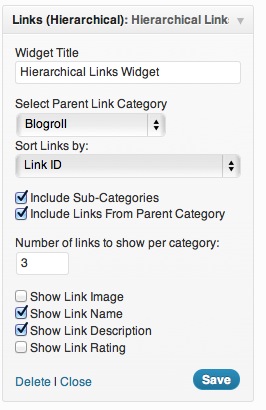 Links (Hierarchical): Hierarchical Links
Widget Title
Hierarchical Links Widget
Select Parent Link Category
Blogroll
Sort Links by:
Link ID
Include Sub-Categories
Include Links From Parent Category
Number of links to show per category:
3
Show Link Image
Show Link Name
Show Link Description
Show Link Rating
Delete | Close
Save